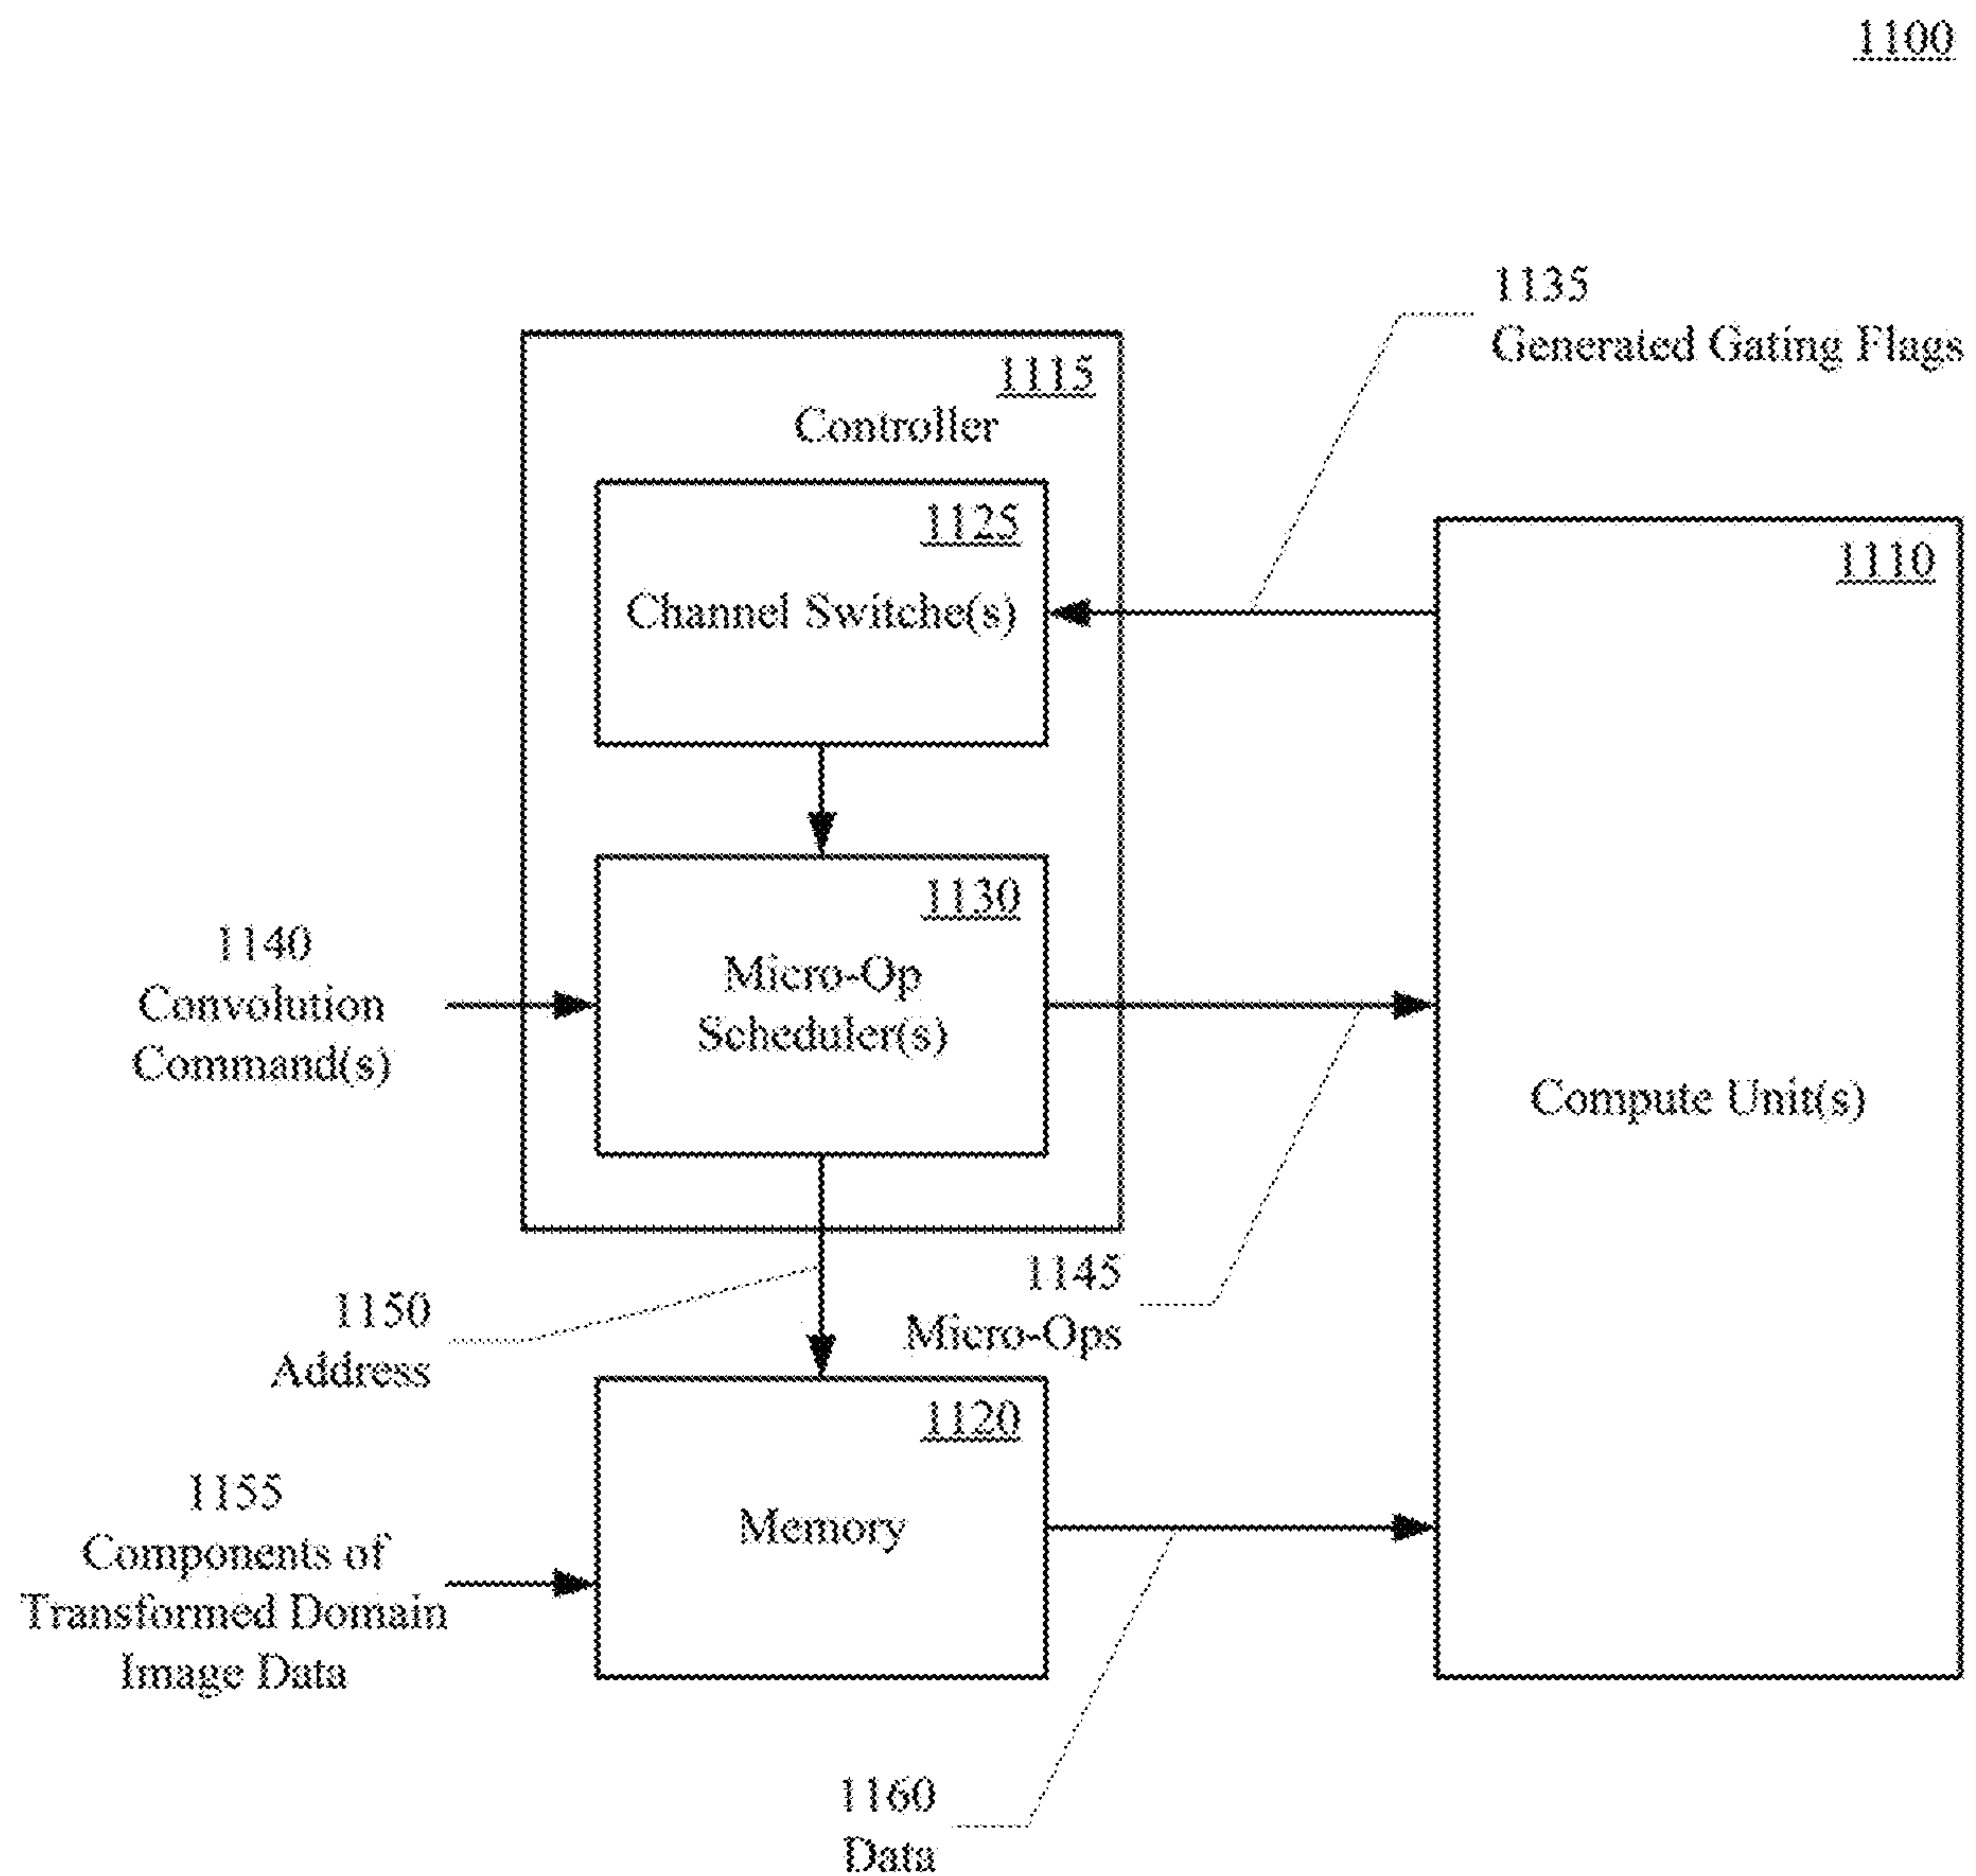 1100
1135
Generated Gating Flags
1115
Controller
1125
Channel Switche(s)
1110
1130
Micro-Op
Scheduler(s)
1140
Convolution
Command(s)
Compute Unit(s)
1145
Micro-Ops
1150
Address
1120
Memory
1155
Components of
Transformed Domain
Image Data
1160
Data